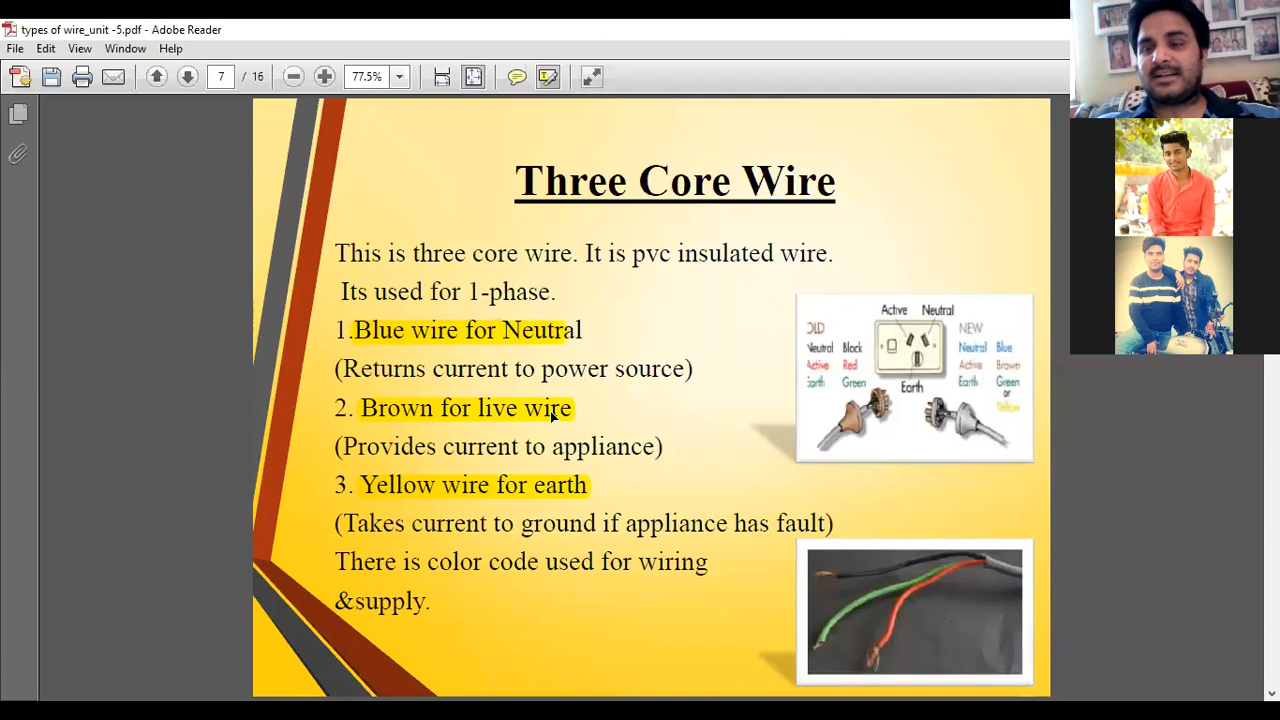 types of wire_unit -5.pdf - Adobe Reader
File Edit View Window Help
7 / 16 77.5%
Three Core Wire
This is three core wire. It is pvc insulated wire.
Its used for 1-phase.
1.Blue wire for Neutral
(Returns current to power source)
2. Brown for live wire
(Provides current to appliance)
3. Yellow wire for earth
(Takes current to ground if appliance has fault)
There is color code used for wiring
&supply.
Active Neutral
OLD
Neutral Black
Active Red
Earth Green
Earth
NEW
Neutral Blue
Active Brown
Earth Green
or
Yellow